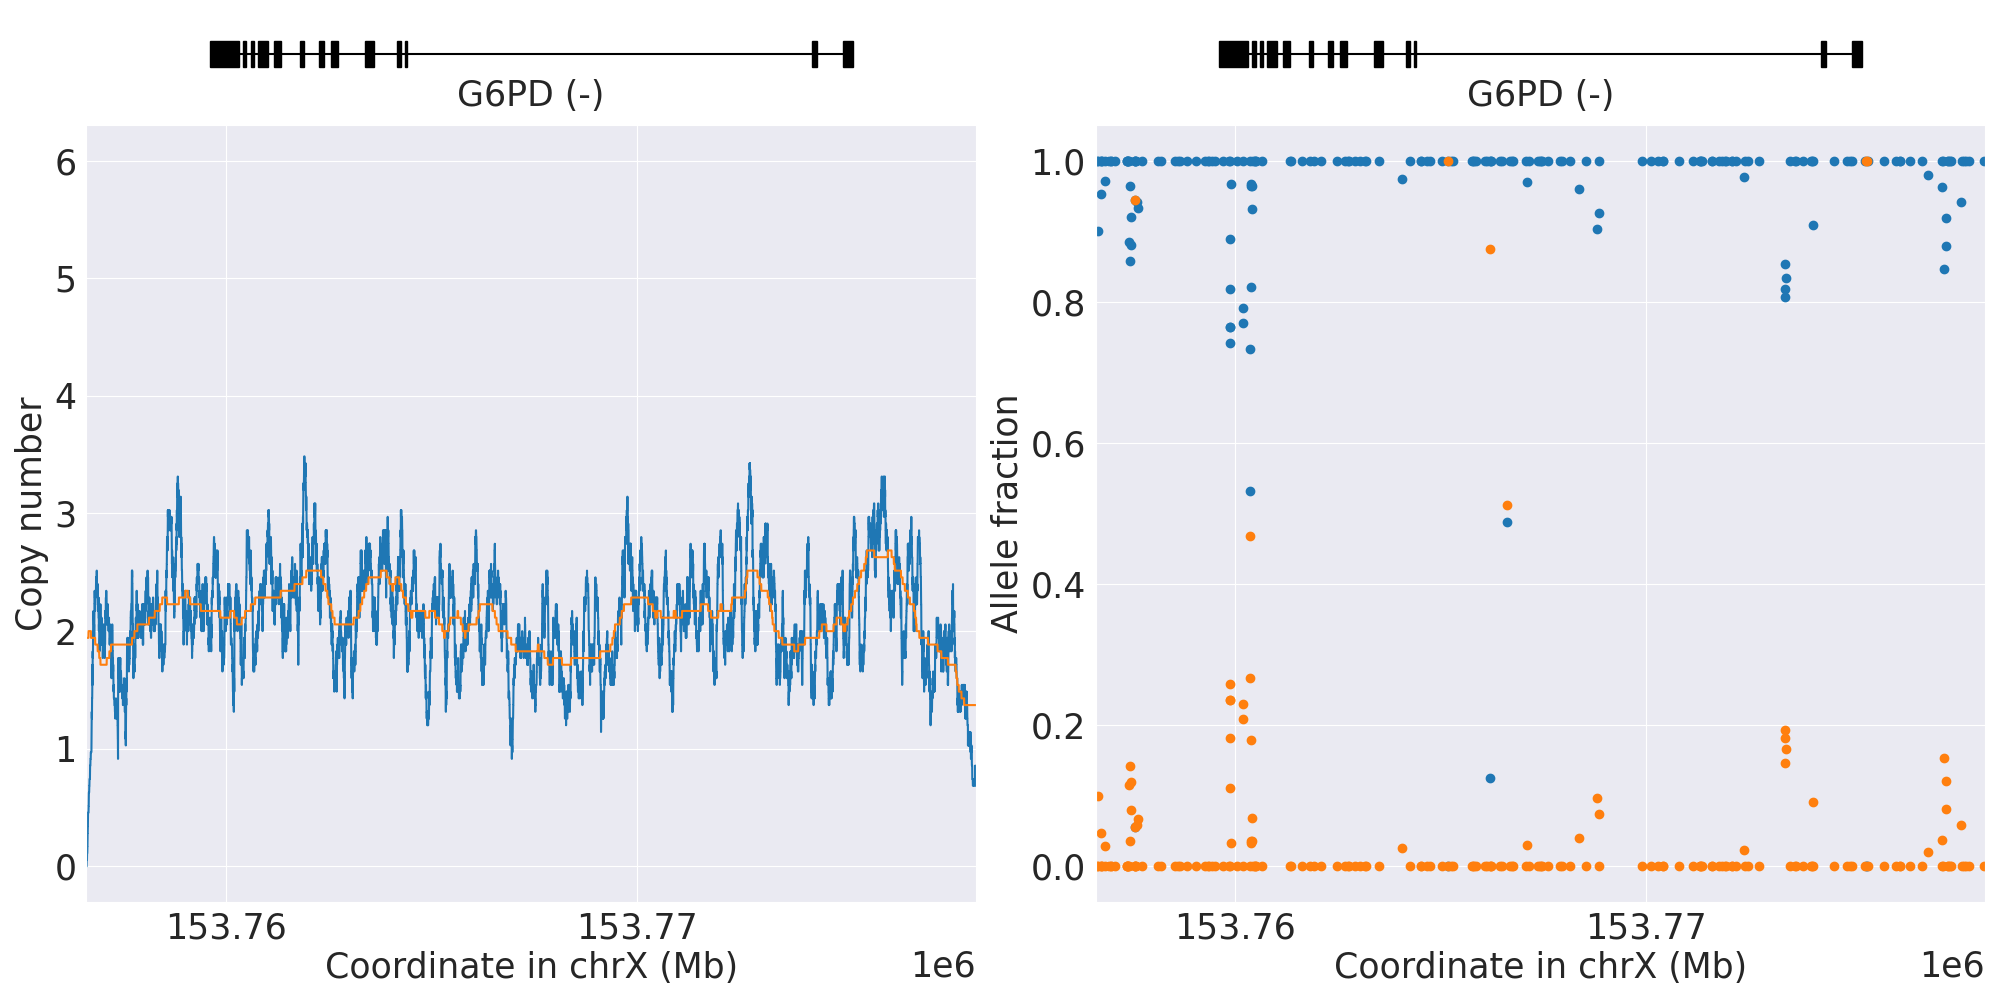 G6PD (-)
6
5
4
3
2
1
0
Copy number
153.76
153.77
Coordinate in chrX (Mb)
1e6
G6PD (-)
1.0
0.8
0.6
0.4
0.2
0.0
Allele fraction
153.76
153.77
Coordinate in chrX (Mb)
1e6